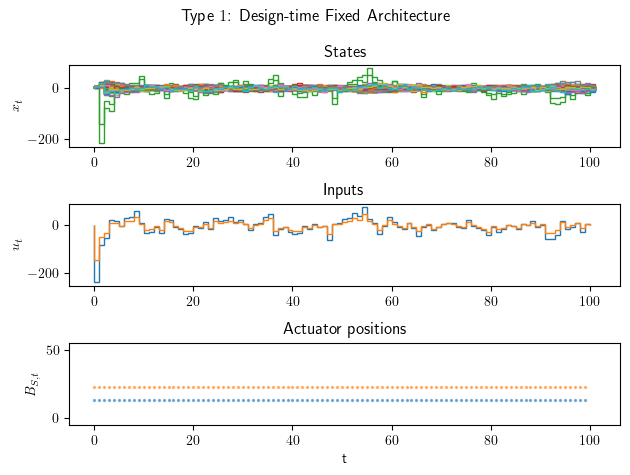 Type 1: Design-time Fixed Architecture
States
0
−200
x_t
0 20 40 60 80 100
Inputs
0
−200
u_t
0 20 40 60 80 100
Actuator positions
50
0
B_{S,t}
0 20 40 60 80 100
t